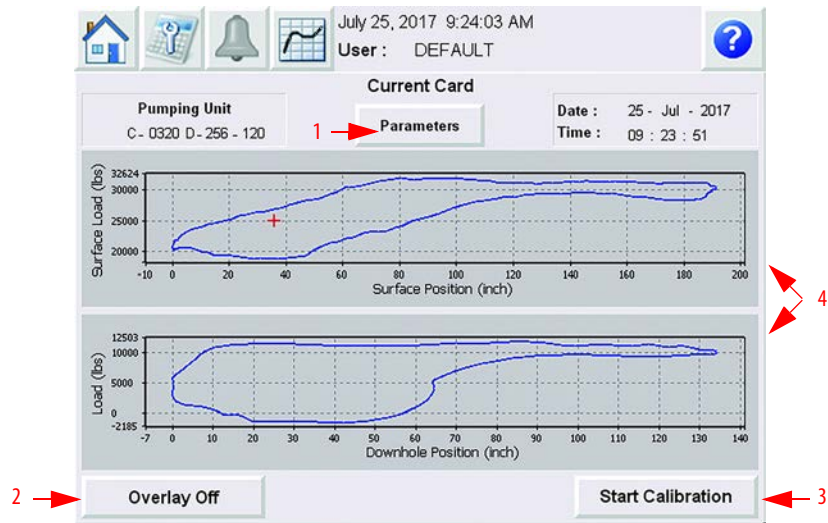 July 25, 2017 9:24:03 AM
User : DEFAULT
?
Current Card
Pumping Unit
C - 0320 D - 256 - 120
1
Parameters
Date : 25 - Jul - 2017
Time : 09 : 23 : 51
Surface Load (lbs)
32624
30000
25000
20000
-10 0 20 40 60 80 100 120 140 160 180 200
Surface Position (inch)
4
Load (lbs)
12503
10000
5000
0
-2185
-7 0 10 20 30 40 50 60 70 80 90 100 110 120 130 140
Downhole Position (inch)
2
Overlay Off
Start Calibration
3